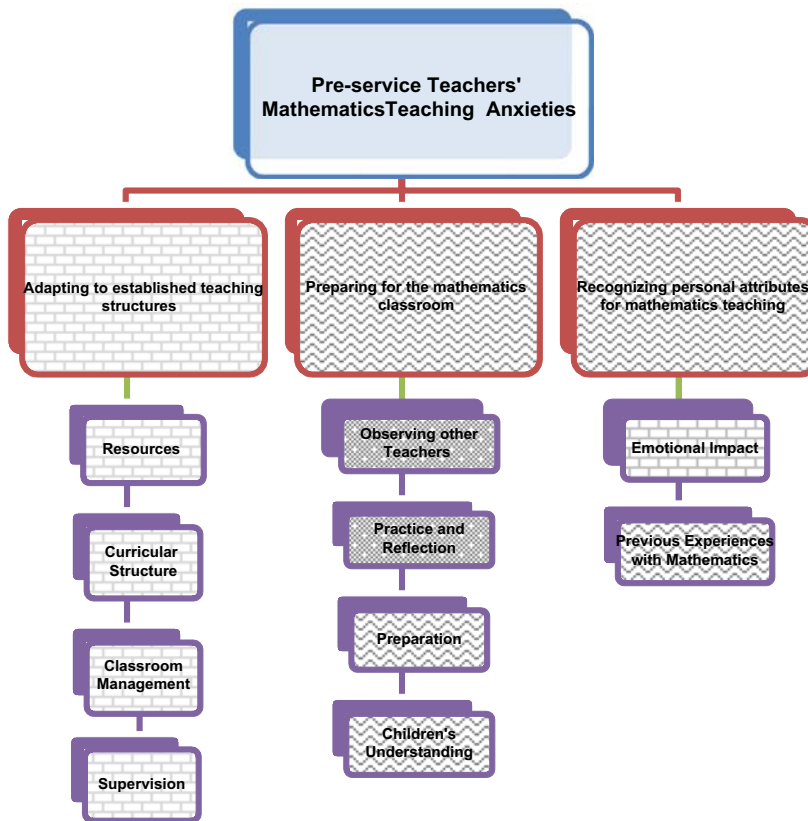 Pre-service Teachers'
MathematicsTeaching Anxieties
Adapting to established teaching
structures
Preparing for the mathematics
classroom
Recognizing personal attributes
for mathematics teaching
Resources
Curricular
Structure
Classroom
Management
Supervision
Observing other
Teachers
Practice and
Reflection
Preparation
Children's
Understanding
Emotional Impact
Previous Experiences
with Mathematics